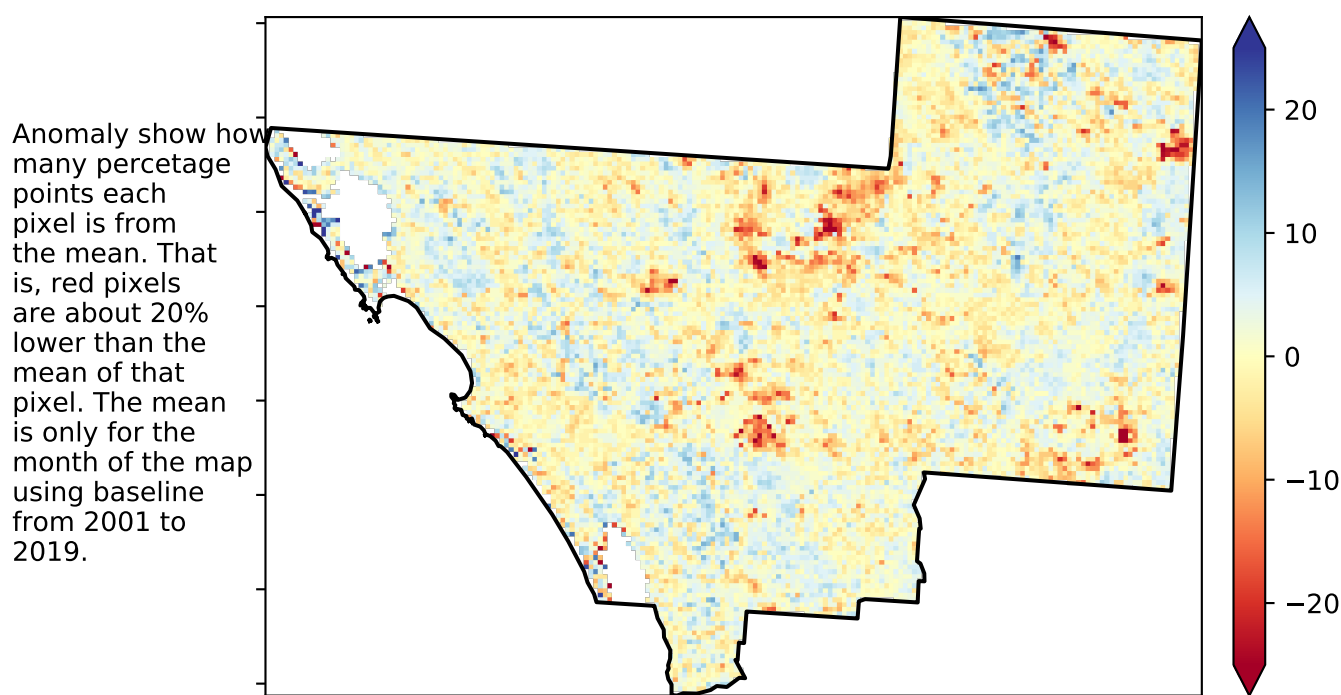 Anomaly show how
many percetage
points each
pixel is from
the mean. That
is, red pixels
are about 20%
lower than the
mean of that
pixel. The mean
is only for the
month of the map
using baseline
from 2001 to
2019.
20
10
0
−10
−20